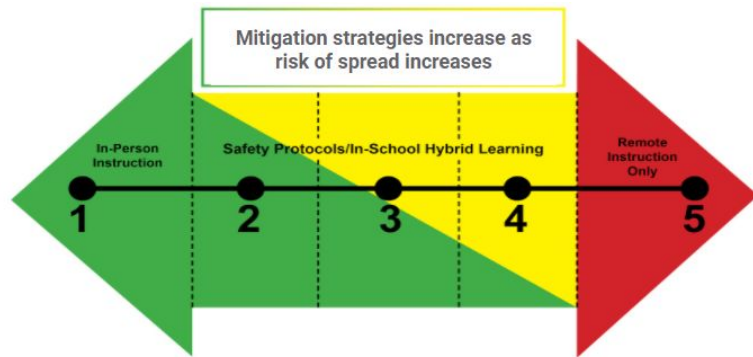 Mitigation strategies increase as
risk of spread increases
In-Person
Instruction
Safety Protocols/In-School Hybrid Learning
Remote
Instruction
Only
1
2
3
4
5